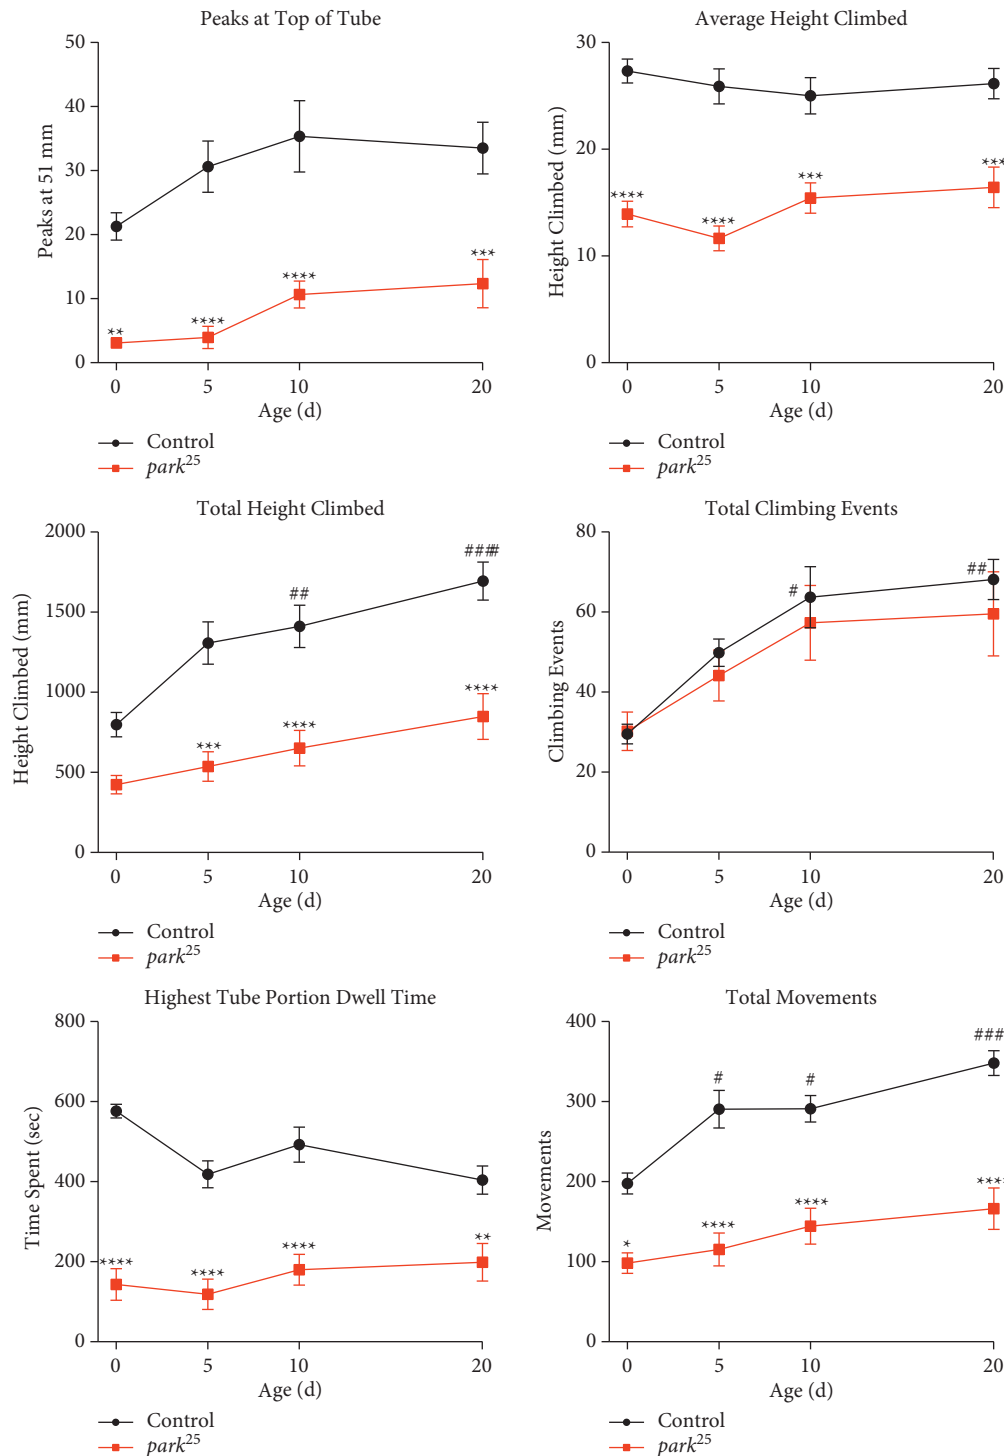 Peaks at Top of Tube
Peaks at 51 mm
50
40
30
20
10
0
**
****
****
***
0 5 10 20
Age (d)
Control
park25
Average Height Climbed
Height Climbed (mm)
30
20
10
0
****
****
***
***
0 5 10 20
Age (d)
Control
park25
Total Height Climbed
Height Climbed (mm)
2000
1500
1000
500
0
##
####
***
****
****
0 5 10 20
Age (d)
Control
park25
Total Climbing Events
Climbing Events
80
60
40
20
0
#
##
0 5 10 20
Age (d)
Control
park25
Highest Tube Portion Dwell Time
Time Spent (sec)
800
600
400
200
0
****
****
****
**
0 5 10 20
Age (d)
Control
park25
Total Movements
Movements
400
300
200
100
0
#
#
###
*
****
****
****
0 5 10 20
Age (d)
Control
park25